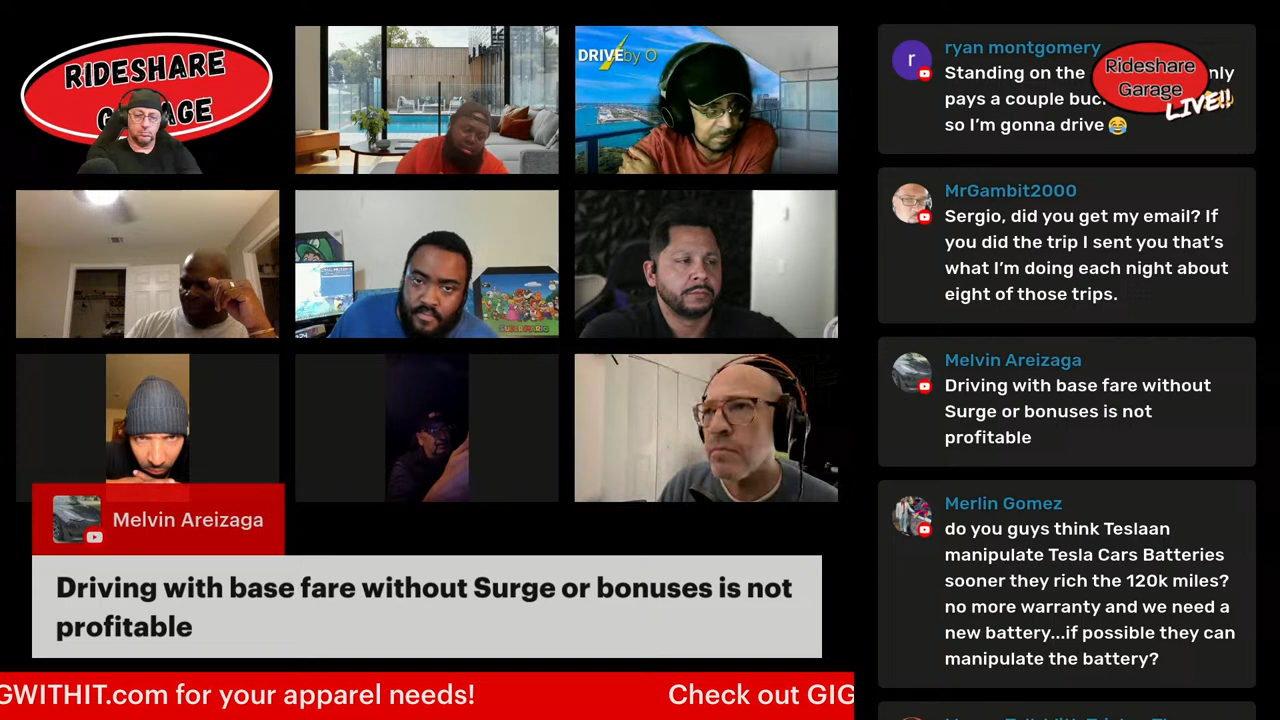 RIDESHARE
GARAGE
DRIVE by O
SUPER MARIO
Melvin Areizaga
Driving with base fare without Surge or bonuses is not
profitable
GWITHIT.com for your apparel needs!
Check out GIG
r
ryan montgomery
Standing on the
pays a couple
so I'm gonna drive 😂
Rideshare
Garage
LIVE!!
MrGambit2000
Sergio, did you get my email? If
you did the trip I sent you that's
what I'm doing each night about
eight of those trips.
Melvin Areizaga
Driving with base fare without
Surge or bonuses is not
profitable
Merlin Gomez
do you guys think Teslaan
manipulate Tesla Cars Batteries
sooner they rich the 120k miles?
no more warranty and we need a
new battery...if possible they can
manipulate the battery?